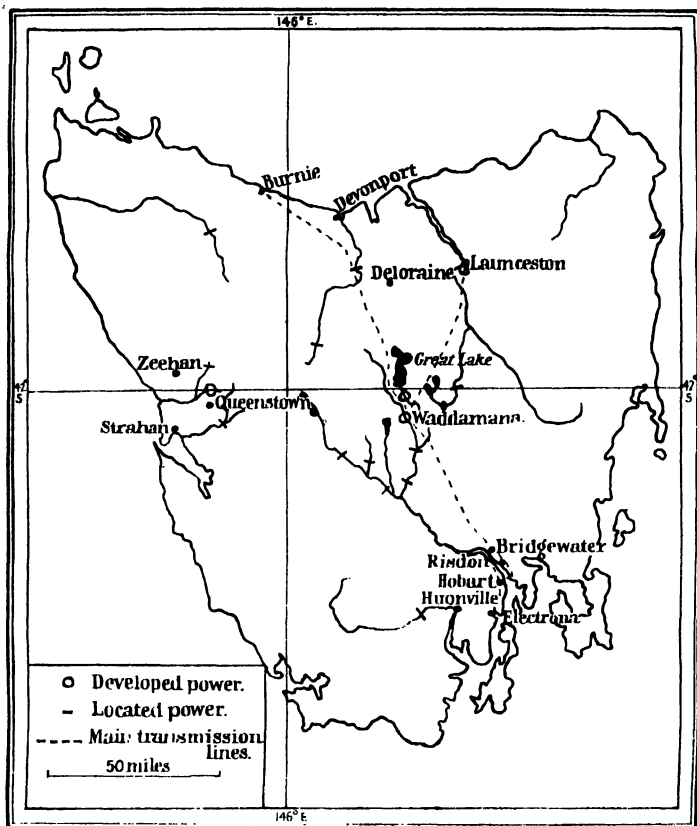 146° E.
Burnie
Devonport
Deloraine
Launceston
Great Lake
Zeehan
42°
S
47°
Queenstown
Waddamana.
Strahan
Bridgewater
Risdon
Hobart
Huonville
Electrona
Developed power.
Located power.
Main transmission
lines.
50 miles
146° E